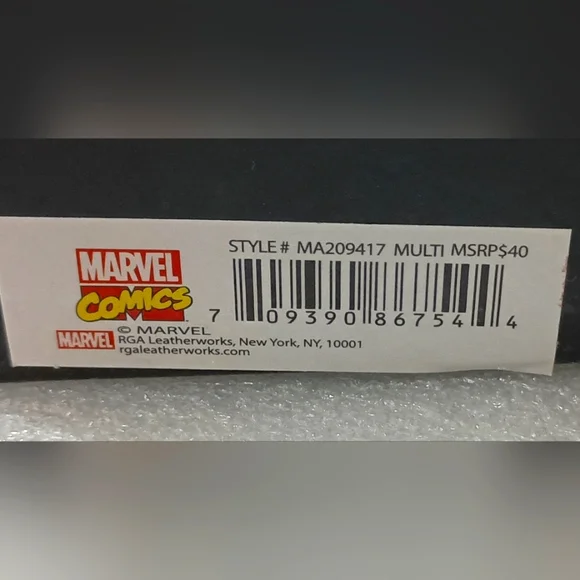 STYLE # MA209417 MULTI MSRP$40
MARVEL
COMICS
7 09390 86754 4
© MARVEL
MARVEL
RGA Leatherworks, New York, NY, 10001
rgaleatherworks.com